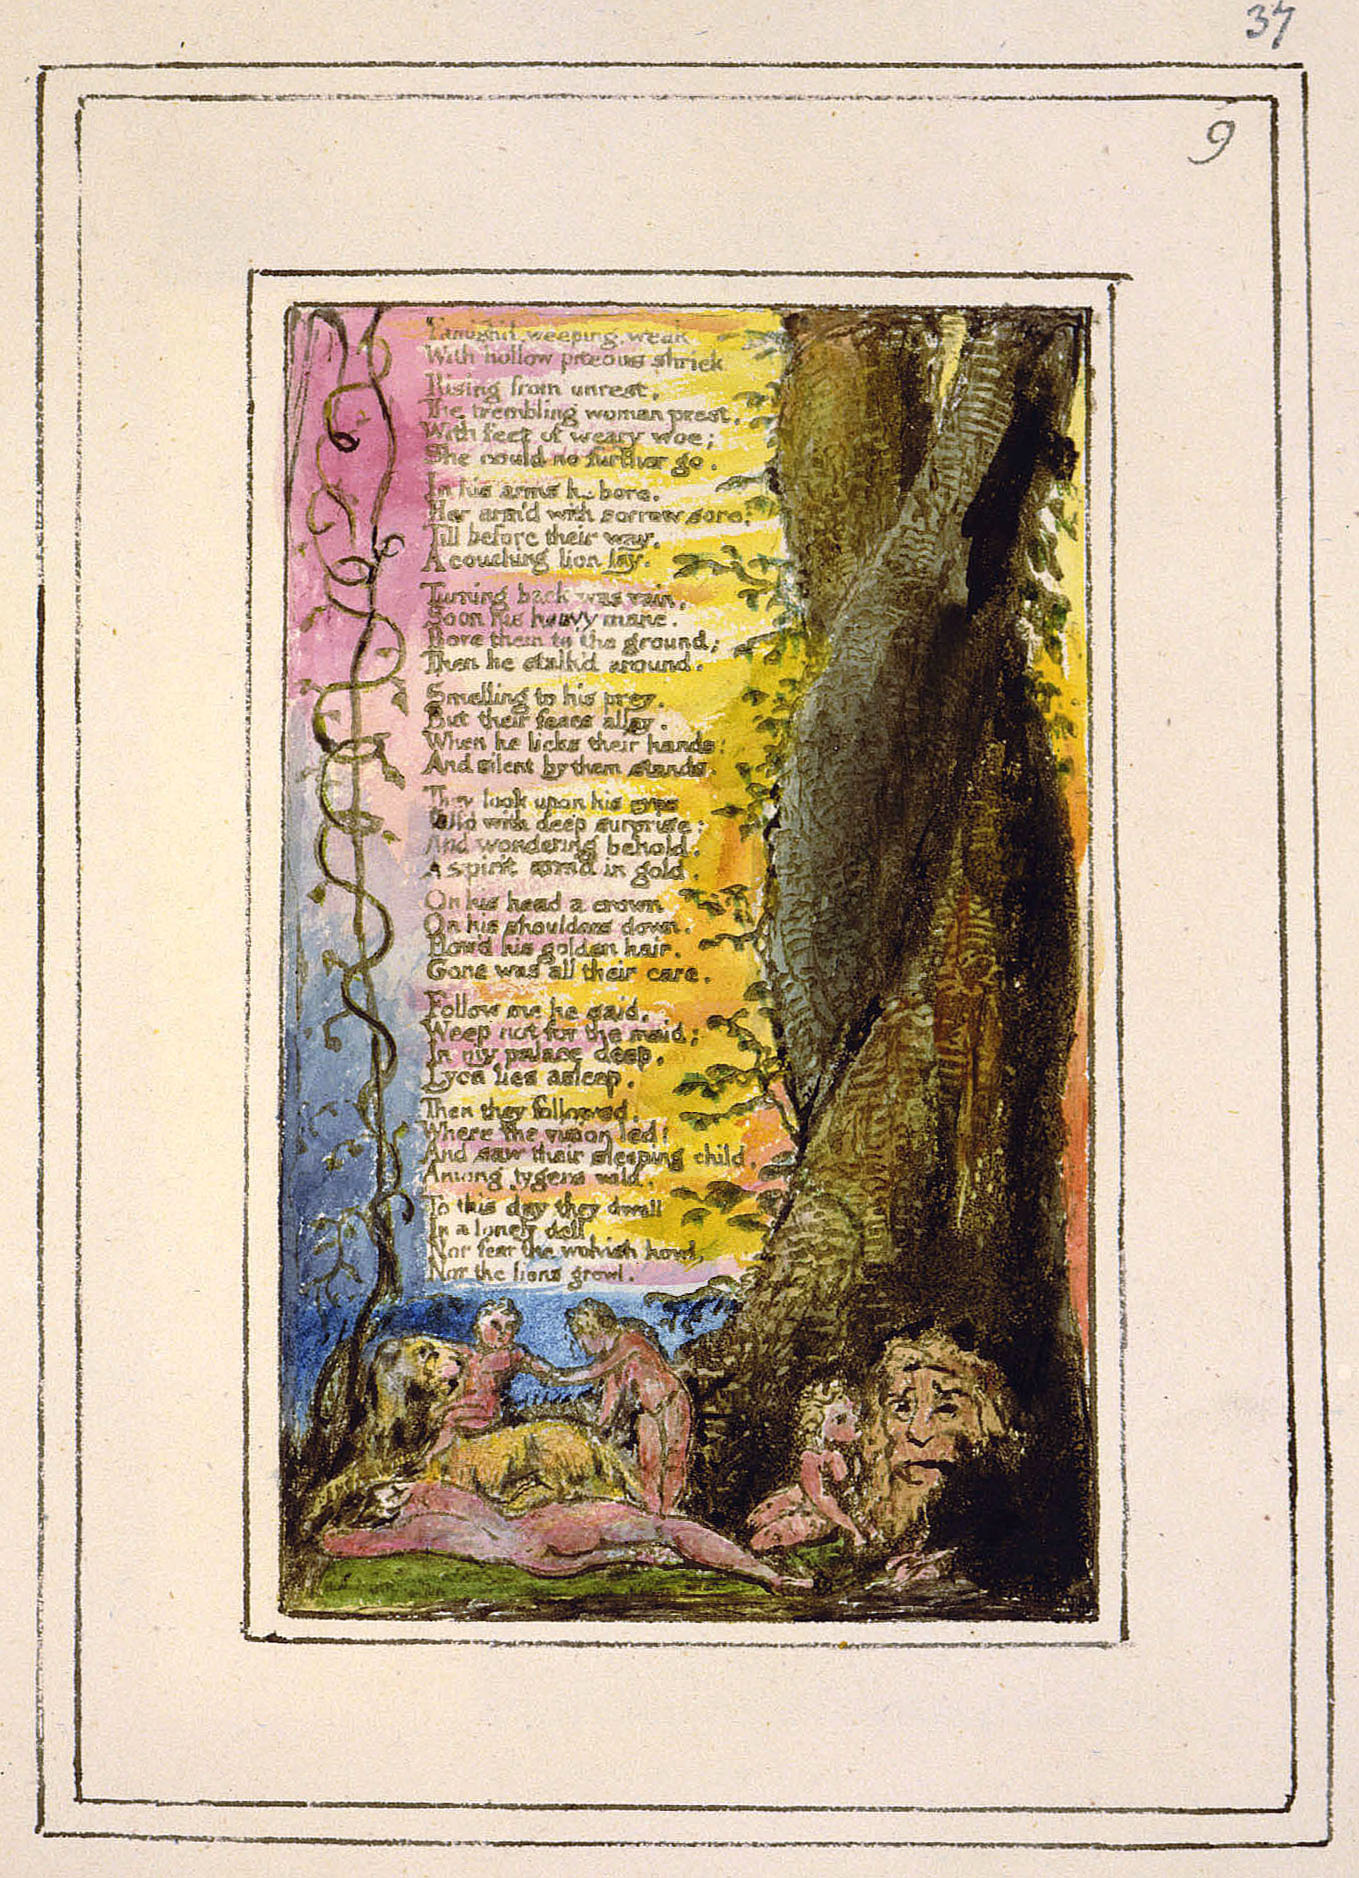 37
9
Famish'd, weeping, weak
With hollow piteous shriek
Rising from unrest,
The trembling woman prest,
With feet of weary woe;
She could no further go.
In his arms he bore.
Her arm'd with sorrow sore;
Till before their way,
A couching lion lay.
Turning back was vain,
Soon his heavy mane.
Bore them to the ground;
Then he stalk'd around.
Smelling to his prey.
But their fears allay.
When he licks their hands;
And silent by them stands.
They look upon his eyes
Fill'd with deep surprise;
And wondering behold.
A spirit arm'd in gold.
On his head a crown
On his shoulders down.
Flow'd his golden hair.
Gone was all their care.
Follow me he said.
Weep not for the maid;
In my palace deep,
Lyca lies asleep.
Then they followed,
Where the vision led;
And saw their sleeping child,
Among tygers wild.
To this day they dwell
In a lonely dell
Nor fear the wolvish howl,
Nor the lions growl.